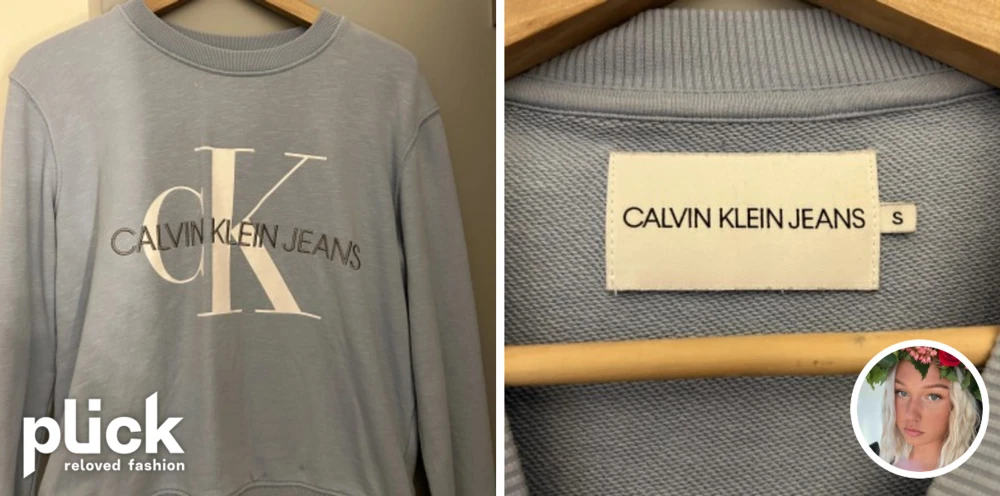 CK
CALVIN KLEIN JEANS
plick
reloved fashion
CALVIN KLEIN JEANS
S